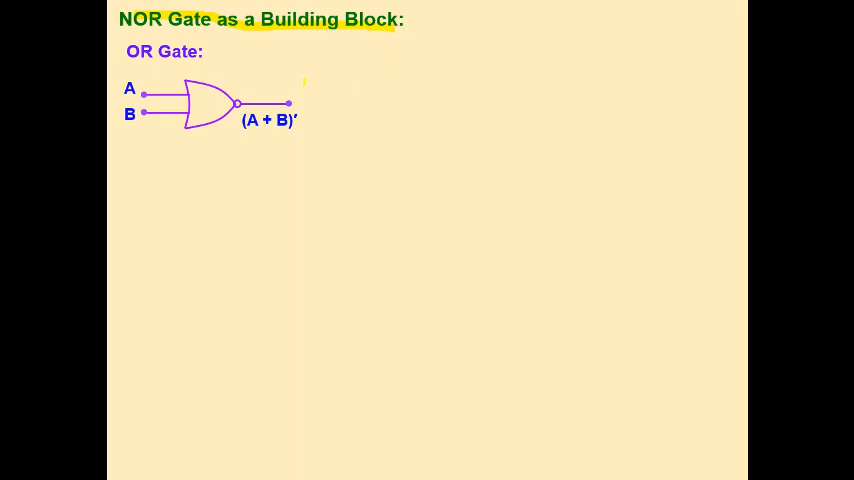 NOR Gate as a Building Block:
OR Gate:
A
B
(A + B)′